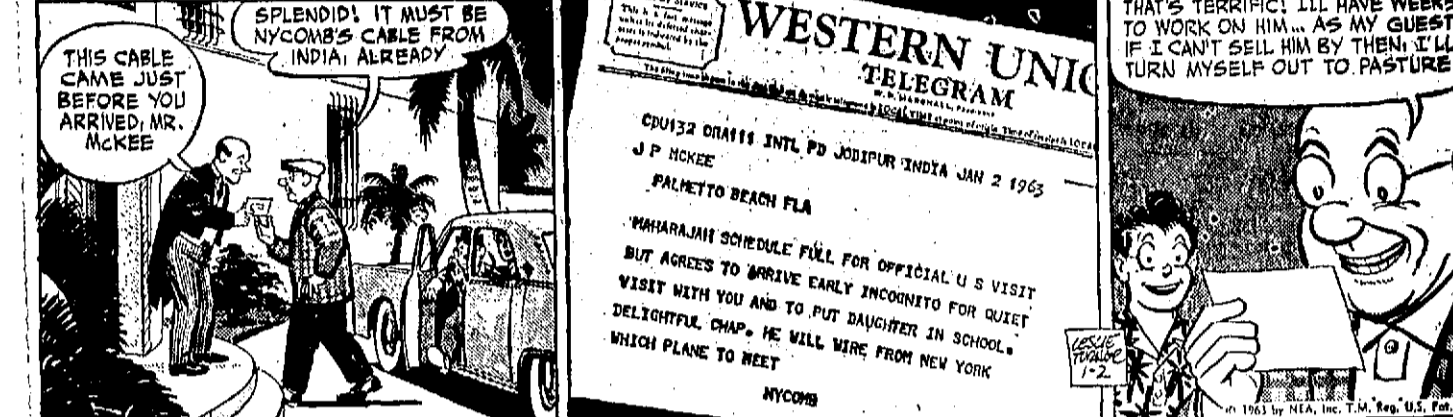 THIS CABLE
CAME JUST
BEFORE YOU
ARRIVED, MR.
McKEE
SPLENDID! IT MUST BE
NYCOMB'S CABLE FROM
INDIA, ALREADY
WESTERN UNIO
TELEGRAM
W. P. MARSHALL, PRESIDENT
CDU132 INTL PD JODIPUR INDIA JAN 2 1963
J P MCKEE
PALMETTO BEACH FLA
MAHARAJAH SCHEDULE FULL FOR OFFICIAL U S VISIT
BUT AGREES TO ARRIVE EARLY INCOGNITO FOR QUIET
VISIT WITH YOU AND TO PUT DAUGHTER IN SCHOOL.
DELIGHTFUL CHAP. HE WILL WIRE FROM NEW YORK
WHICH PLANE TO MEET
NYCOMB
THAT'S TERRIFIC! I'LL HAVE WEEKS
TO WORK ON HIM... AS MY GUEST
IF I CAN'T SELL HIM BY THEN, I'LL
TURN MYSELF OUT TO PASTURE
LESLIE
TURNER
1-2
© 1963 by NEA, Inc. T.M. Reg. U.S. Pat.